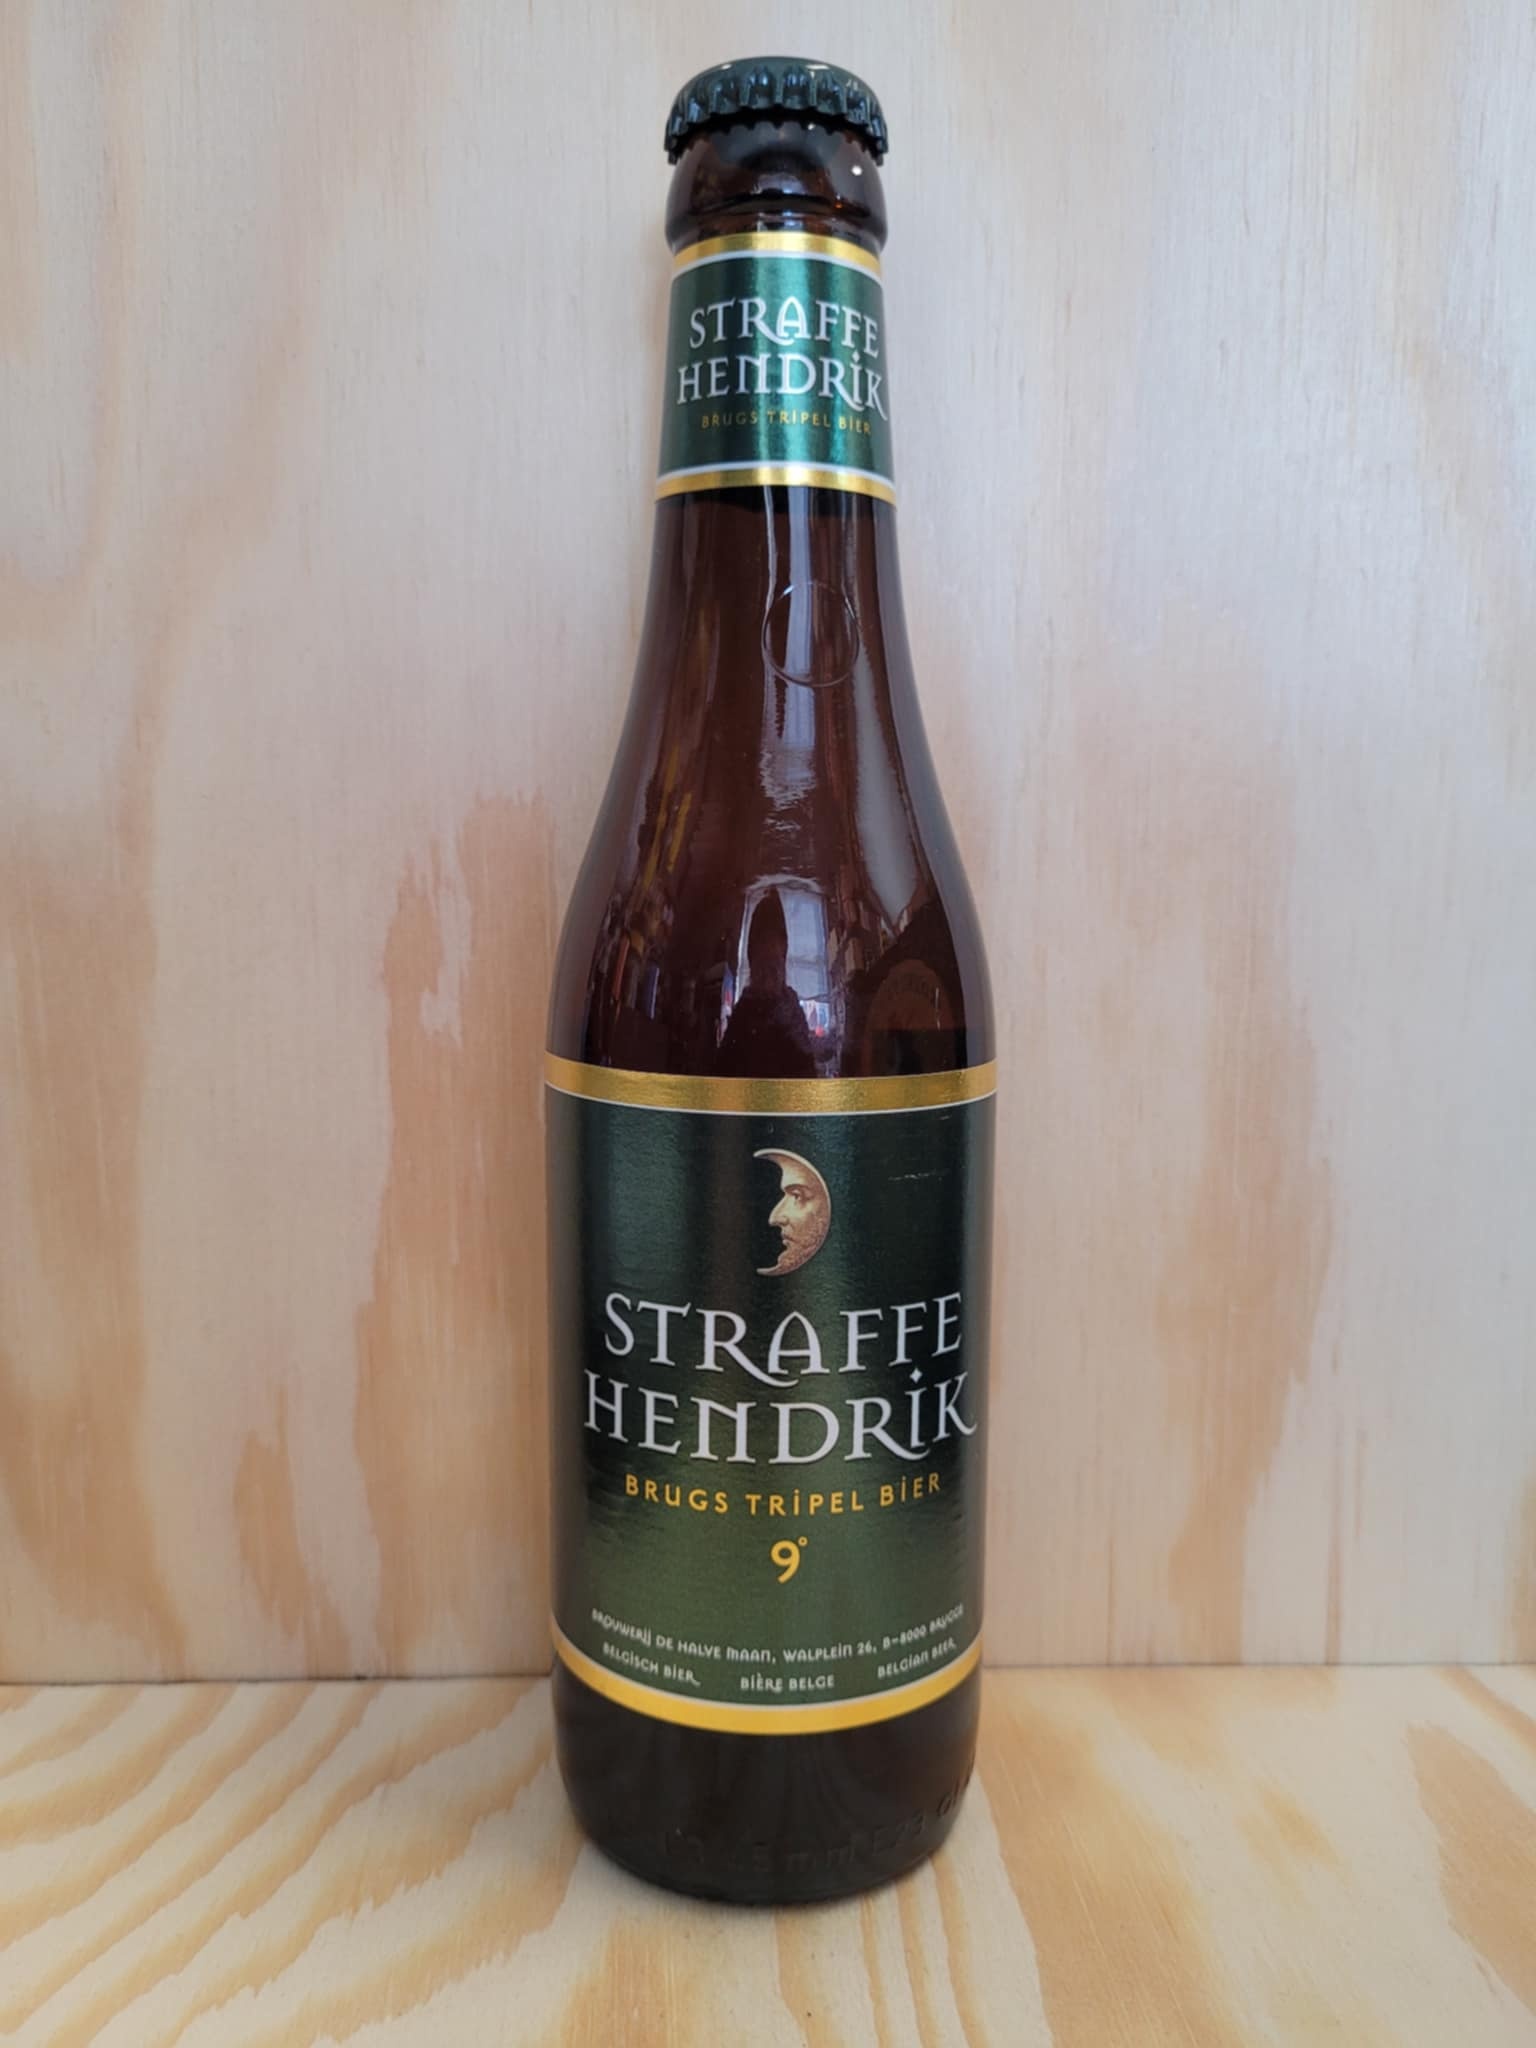 STRAFFE
HENDRIK
BRUGS TRIPEL BIER
STRAFFE
HENDRIK
BRUGS TRIPEL BIER
9°
BROUWERIJ DE HALVE MAAN, WALPLEIN 26, B-8000 BRUGGE
BELGISCH BIER BIÈRE BELGE BELGIAN BEER